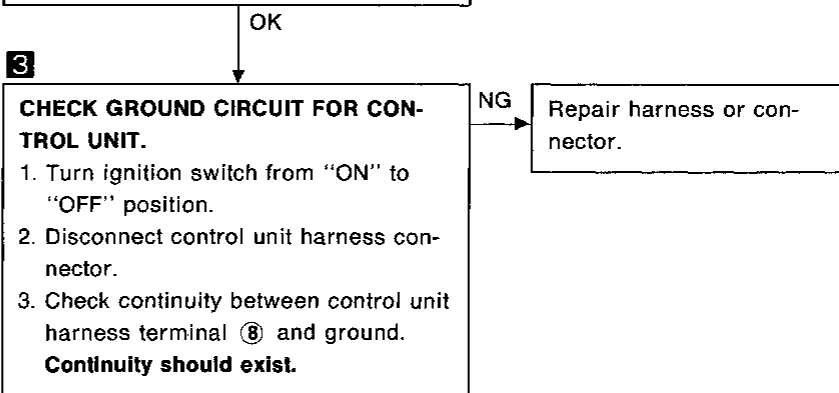 OK
3
CHECK GROUND CIRCUIT FOR CON-
TROL UNIT.
1. Turn ignition switch from “ON” to
“OFF” position.
2. Disconnect control unit harness con-
nector.
3. Check continuity between control unit
harness terminal ⑧ and ground.
Continuity should exist.
NG
Repair harness or con-
nector.